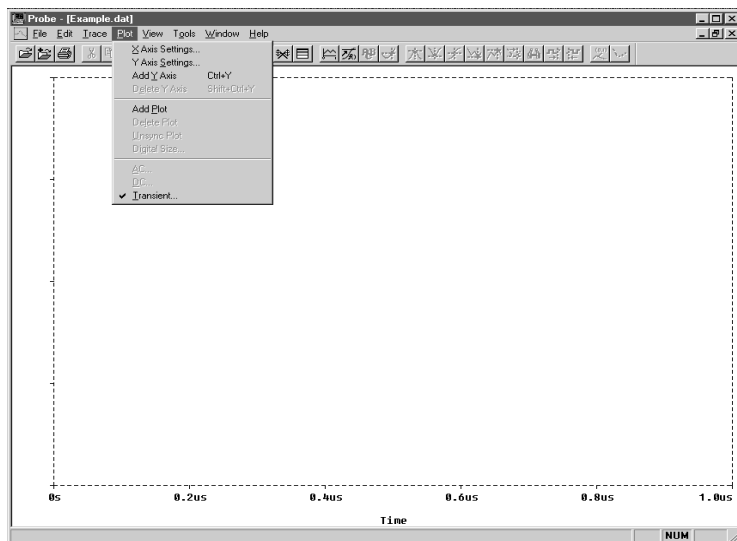 Probe - [Example.dat]
File Edit Trace Plot View Tools Window Help
X Axis Settings...
Y Axis Settings...
Add Y Axis Ctrl+Y
Delete Y Axis Shift+Ctrl+Y
Add Plot
Delete Plot
Unsync Plot
Digital Size...
AC...
DC...
✔ Transient...
0s 0.2us 0.4us 0.6us 0.8us 1.0us
Time
NUM